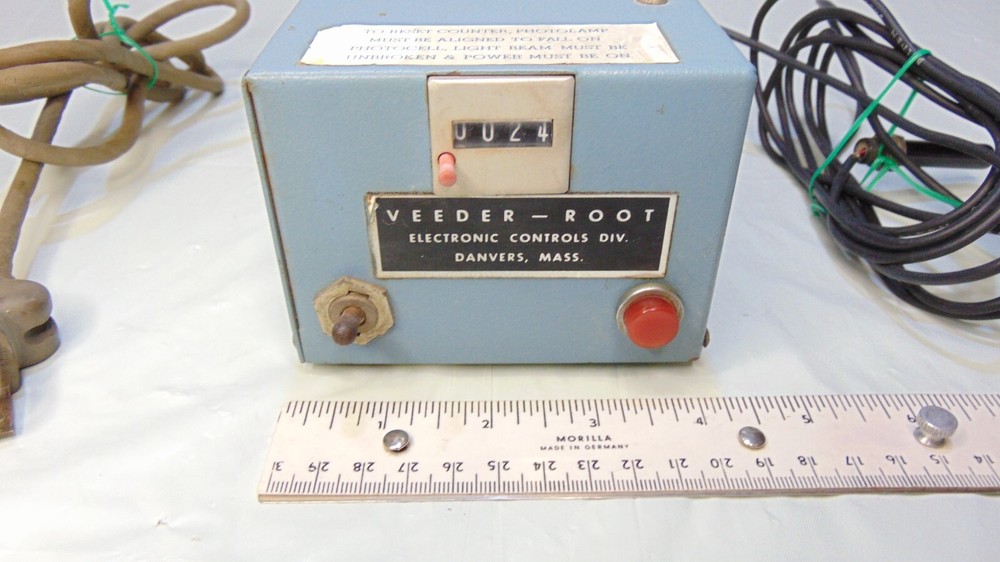 TO RESET COUNTER, PHOTOLAMP
MUST BE ALIGNED TO FALL ON
PHOTOCELL, LIGHT BEAM MUST BE
UNBROKEN & POWER MUST BE ON
0024
VEEDER – ROOT
ELECTRONIC CONTROLS DIV.
DANVERS, MASS.
1 2 3 4 5 6
MORILLA
MADE IN GERMANY
29 28 27 26 25 24 23 22 21 20 19 18 17 16 15 14